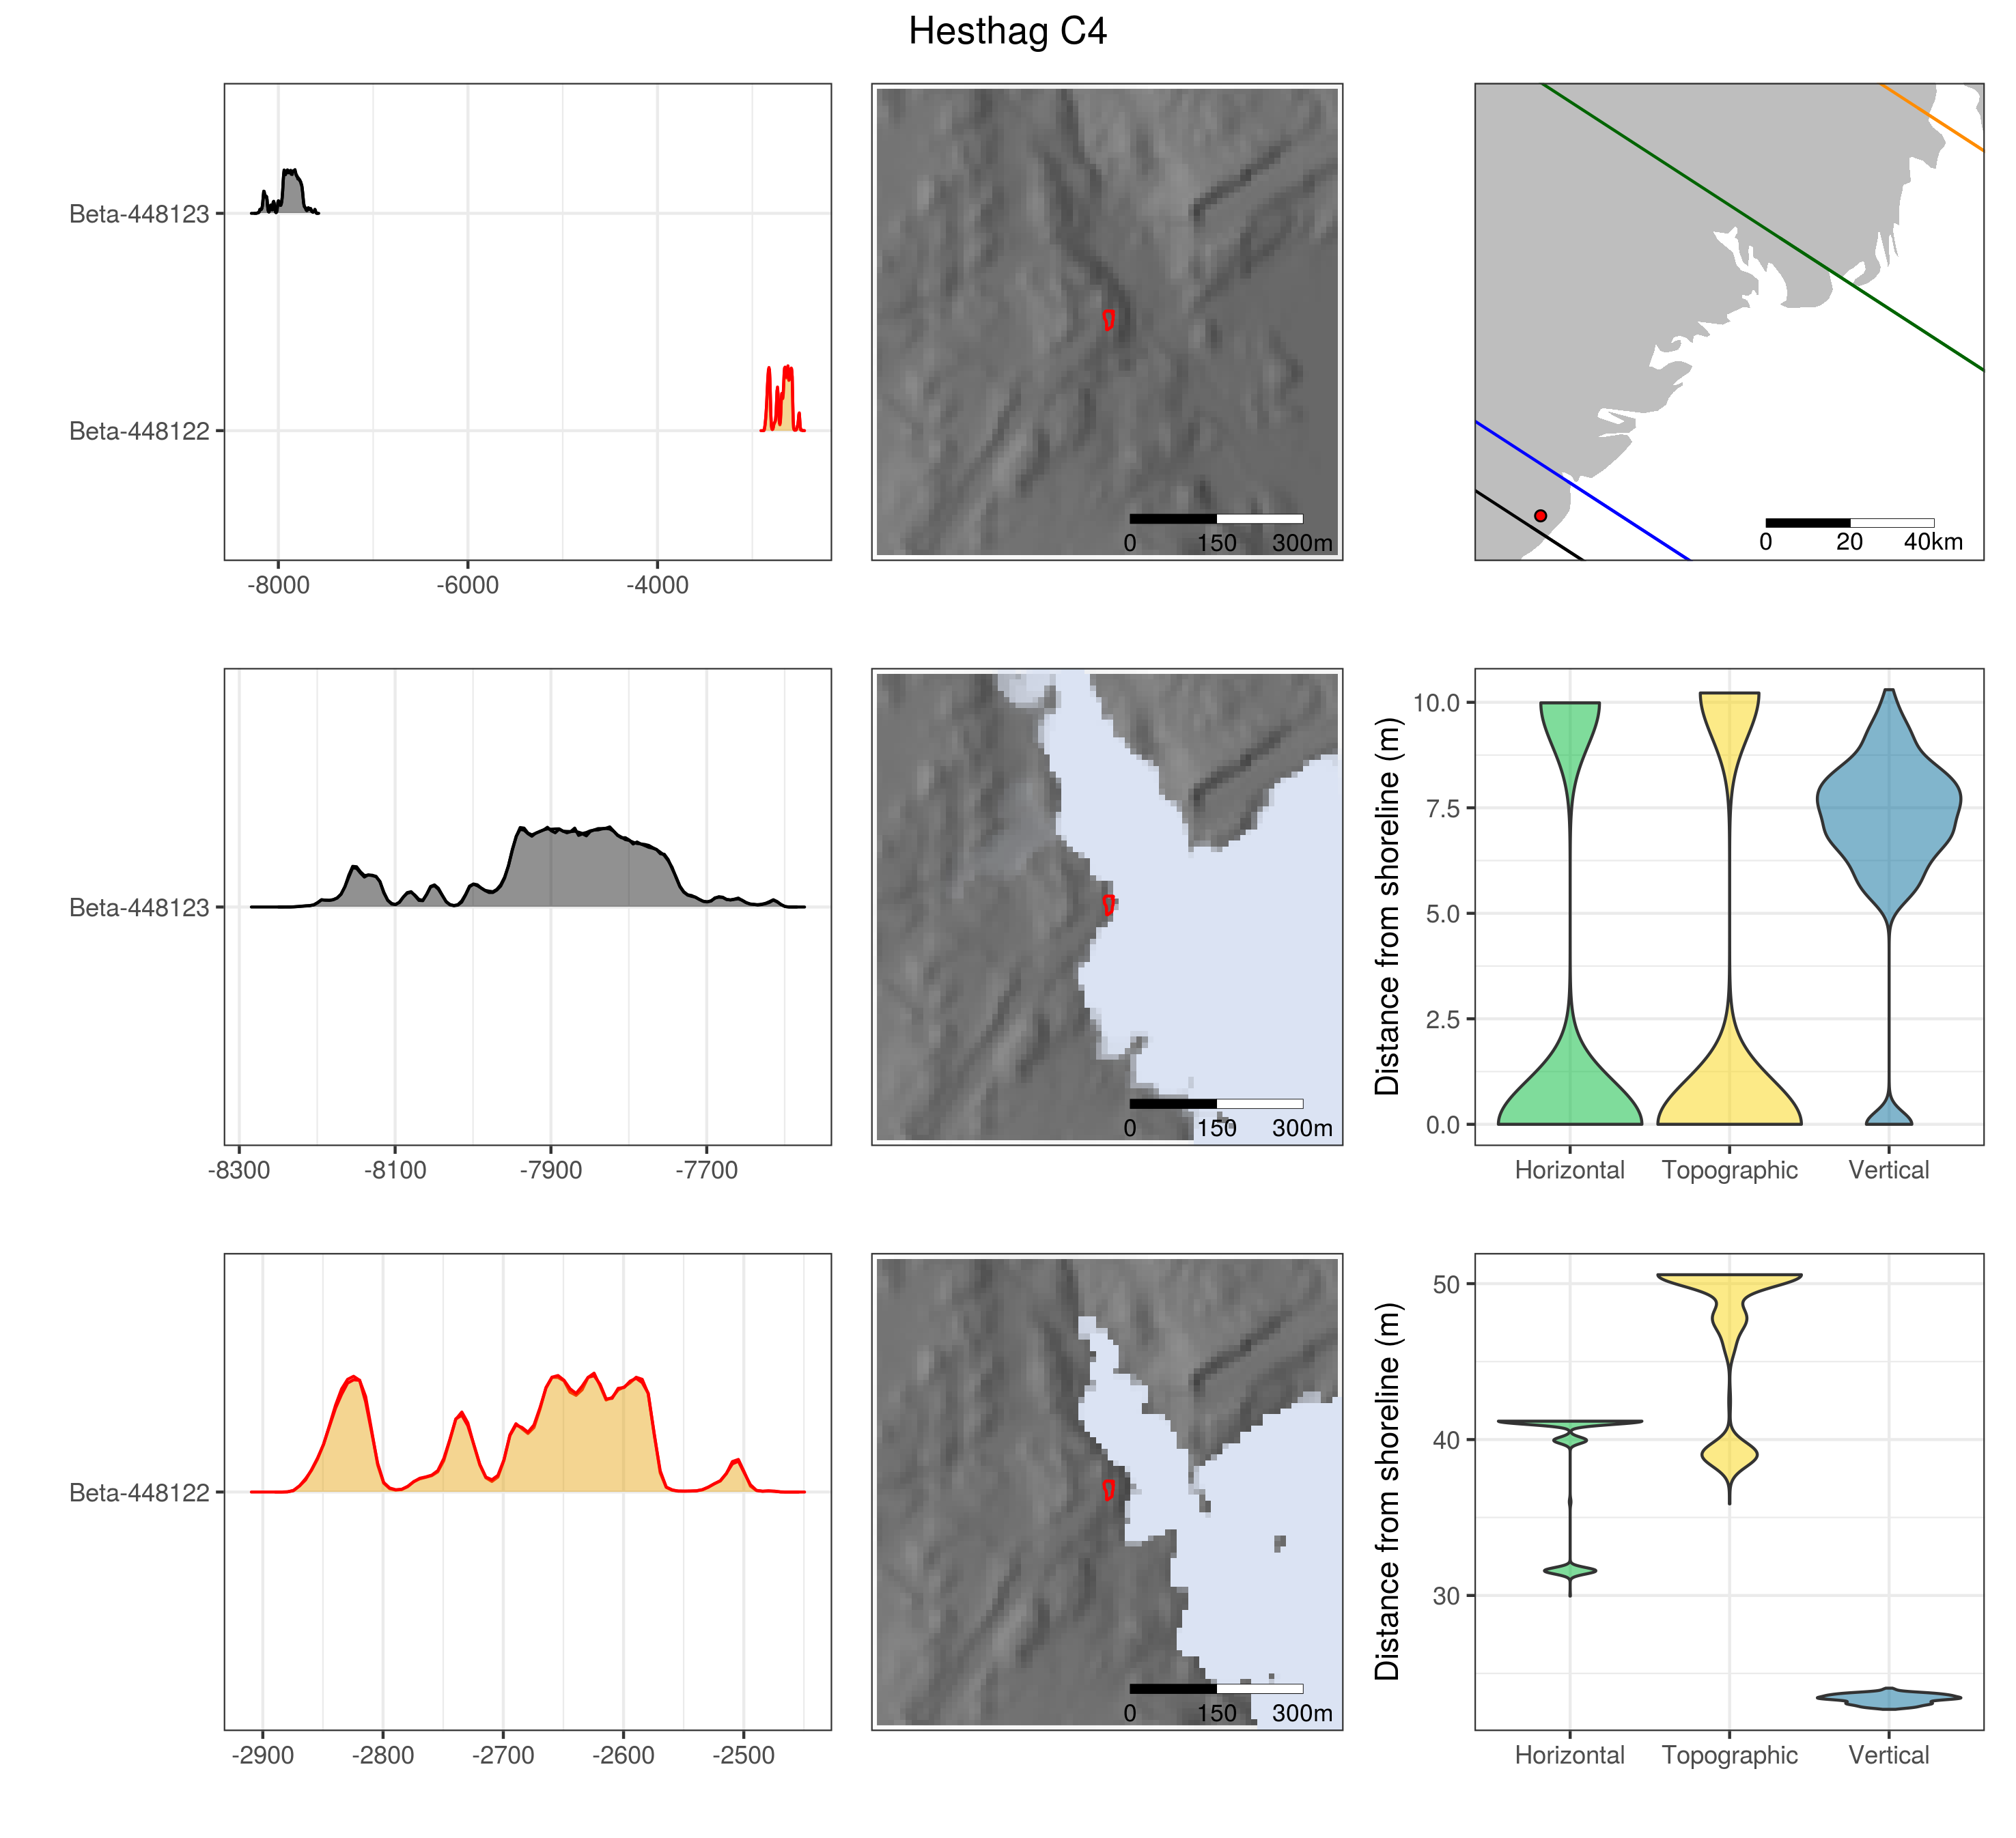 Hesthag C4
Beta-448123
Beta-448122
-8000 -6000 -4000
0 150 300m
0 20 40km
Beta-448123
-8300 -8100 -7900 -7700
0 150 300m
Distance from shoreline (m)
10.0
7.5
5.0
2.5
0.0
Horizontal Topographic Vertical
Beta-448122
-2900 -2800 -2700 -2600 -2500
0 150 300m
Distance from shoreline (m)
50
40
30
Horizontal Topographic Vertical